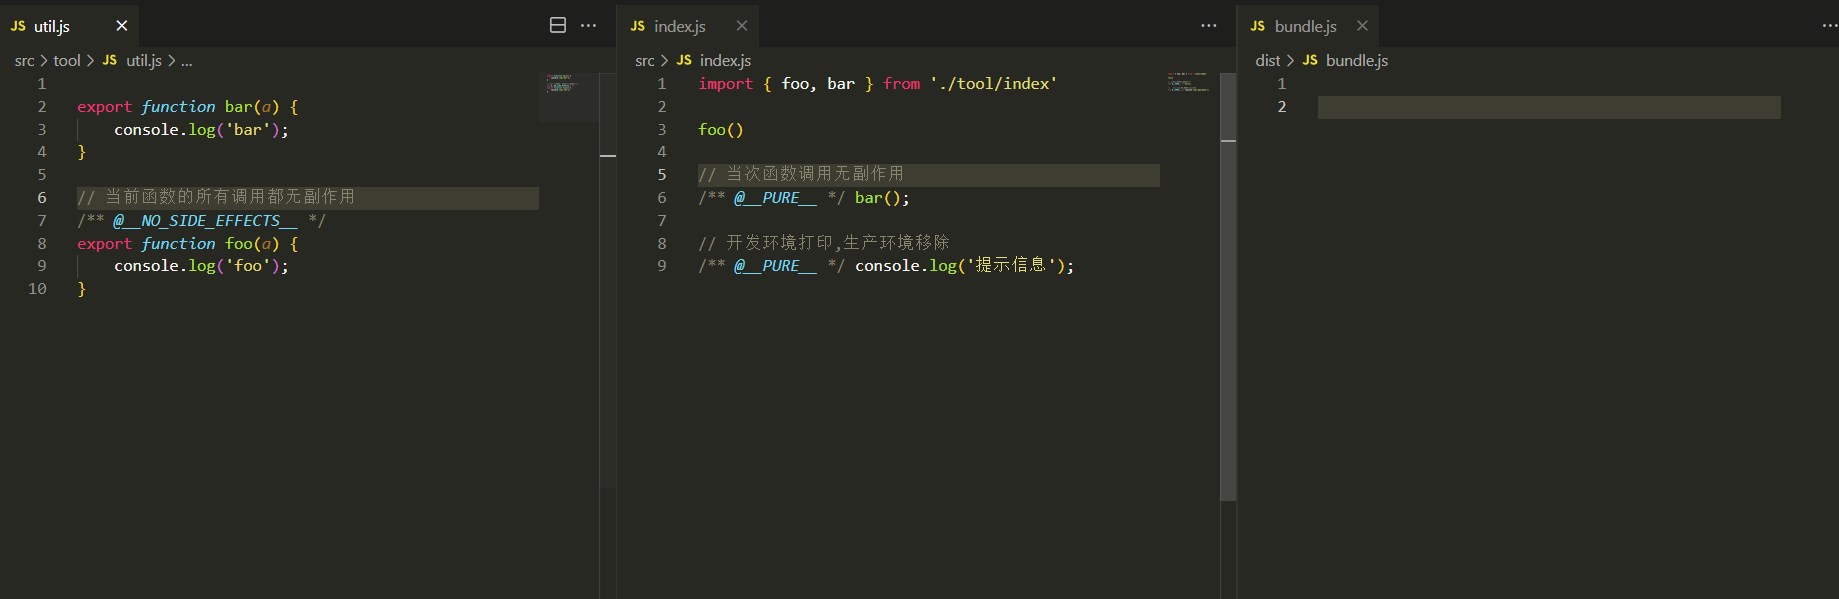 JS util.js
src > tool > JS util.js > ...
1
2 export function bar(a) {
3 console.log('bar');
4 }
5
6 // 当前函数的所有调用都无副作用
7 /** @__NO_SIDE_EFFECTS__ */
8 export function foo(a) {
9 console.log('foo');
10 }
JS index.js
src > JS index.js
1 import { foo, bar } from './tool/index'
2
3 foo()
4
5 // 当次函数调用无副作用
6 /** @__PURE__ */ bar();
7
8 // 开发环境打印,生产环境移除
9 /** @__PURE__ */ console.log('提示信息');
JS bundle.js
dist > JS bundle.js
1
2